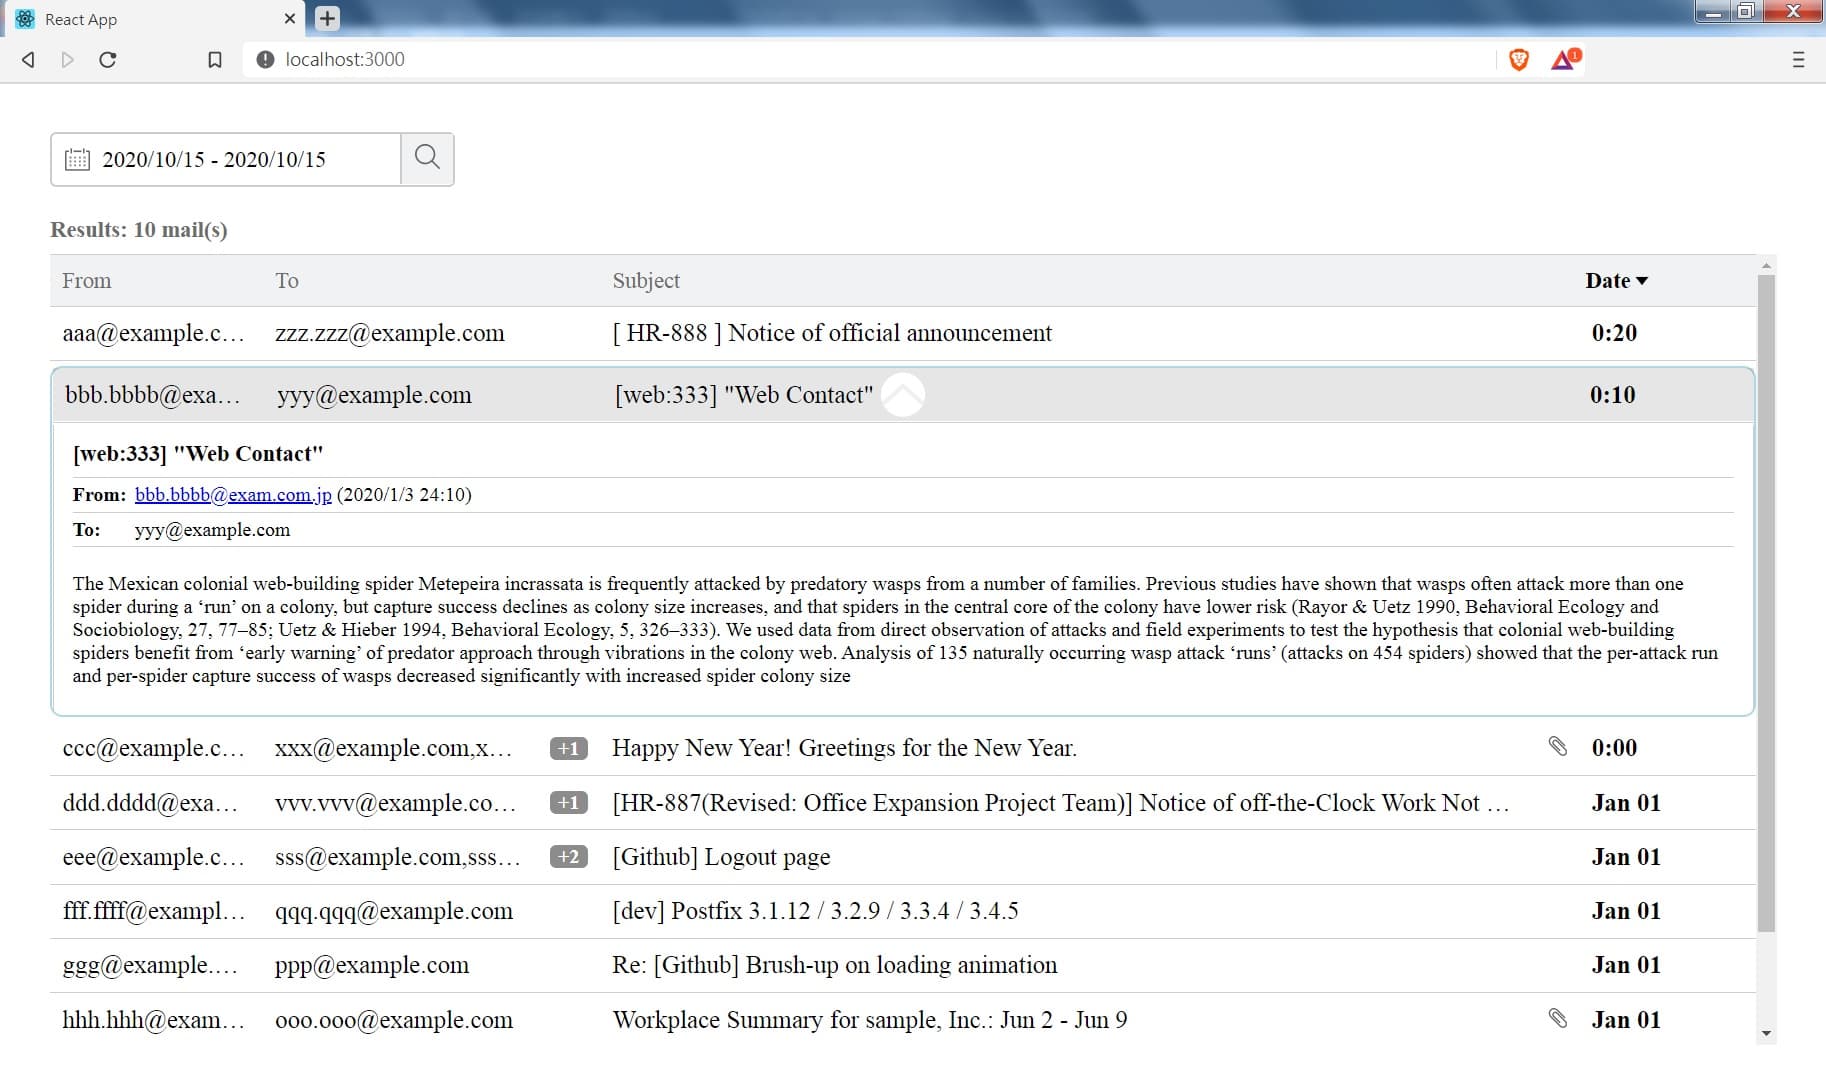 React App
localhost:3000
1
2020/10/15 - 2020/10/15
Results: 10 mail(s)
From To Subject Date
aaa@example.c... zzz.zzz@example.com [ HR-888 ] Notice of official announcement 0:20
bbb.bbbb@exa... yyy@example.com [web:333] "Web Contact" 0:10
[web:333] "Web Contact"
From: bbb.bbbb@exam.com.jp (2020/1/3 24:10)
To: yyy@example.com
The Mexican colonial web-building spider Metepeira incrassata is frequently attacked by predatory wasps from a number of families. Previous studies have shown that wasps often attack more than one
spider during a ‘run’ on a colony, but capture success declines as colony size increases, and that spiders in the central core of the colony have lower risk (Rayor & Uetz 1990, Behavioral Ecology and
Sociobiology, 27, 77–85; Uetz & Hieber 1994, Behavioral Ecology, 5, 326–333). We used data from direct observation of attacks and field experiments to test the hypothesis that colonial web-building
spiders benefit from ‘early warning’ of predator approach through vibrations in the colony web. Analysis of 135 naturally occurring wasp attack ‘runs’ (attacks on 454 spiders) showed that the per-attack run
and per-spider capture success of wasps decreased significantly with increased spider colony size
ccc@example.c... xxx@example.com,x... +1 Happy New Year! Greetings for the New Year. 0:00
ddd.dddd@exa... vvv.vvv@example.co... +1 [HR-887(Revised: Office Expansion Project Team)] Notice of off-the-Clock Work Not ... Jan 01
eee@example.c... sss@example.com,sss... +2 [Github] Logout page Jan 01
fff.ffff@exampl... qqq.qqq@example.com [dev] Postfix 3.1.12 / 3.2.9 / 3.3.4 / 3.4.5 Jan 01
ggg@example.... ppp@example.com Re: [Github] Brush-up on loading animation Jan 01
hhh.hhh@exam... ooo.ooo@example.com Workplace Summary for sample, Inc.: Jun 2 - Jun 9 Jan 01